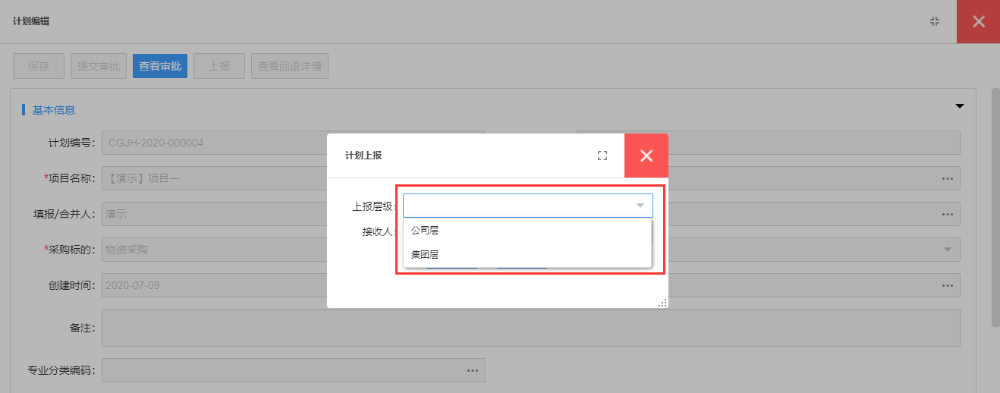 计划编辑
保存 提交审批 查看审批 上报 查看回退详情
基本信息
计划编号： CGJH-2020-000004
*项目名称： 【演示】项目一
填报/合并人： 演示
*采购标的： 物资采购
创建时间： 2020-07-09
备注：
专业分类编码：
计划上报
上报层级：
接收人：
公司层
集团层